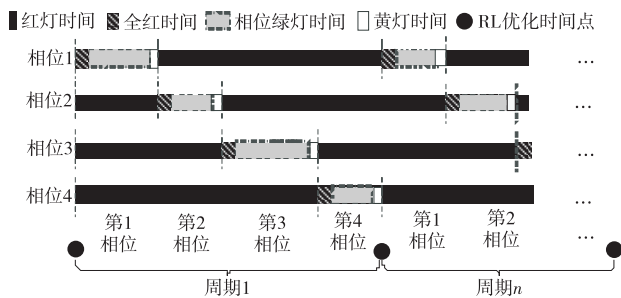 红灯时间 全红时间 相位绿灯时间 黄灯时间 RL优化时间点
相位1 …
相位2 …
相位3 …
相位4 …
第1相位 第2相位 第3相位 第4相位 第1相位 第2相位 …
周期1 周期n